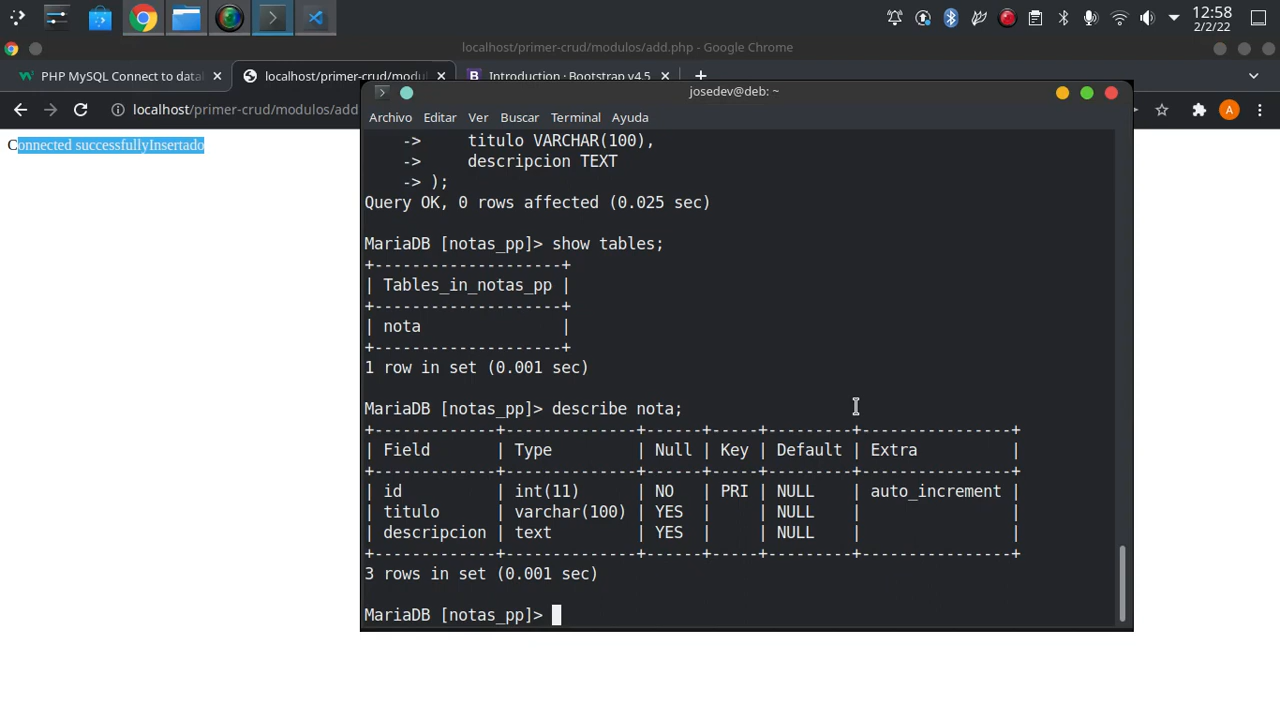 12:58
2/2/22
localhost/primer-crud/modulos/add.php - Google Chrome
PHP MySQL Connect to datal
localhost/primer-crud/modu
Introduction · Bootstrap v4.5
localhost/primer-crud/modulos/add
Connected successfullyInsertado
josedev@deb: ~
Archivo Editar Ver Buscar Terminal Ayuda
-> titulo VARCHAR(100),
-> descripcion TEXT
-> );
Query OK, 0 rows affected (0.025 sec)
MariaDB [notas_pp]> show tables;
+--------------------+
| Tables_in_notas_pp |
+--------------------+
| nota               |
+--------------------+
1 row in set (0.001 sec)
MariaDB [notas_pp]> describe nota;
+-------------+--------------+------+-----+---------+----------------+
| Field       | Type         | Null | Key | Default | Extra          |
+-------------+--------------+------+-----+---------+----------------+
| id          | int(11)      | NO   | PRI | NULL    | auto_increment |
| titulo      | varchar(100) | YES  |     | NULL    |                |
| descripcion | text         | YES  |     | NULL    |                |
+-------------+--------------+------+-----+---------+----------------+
3 rows in set (0.001 sec)
MariaDB [notas_pp]>